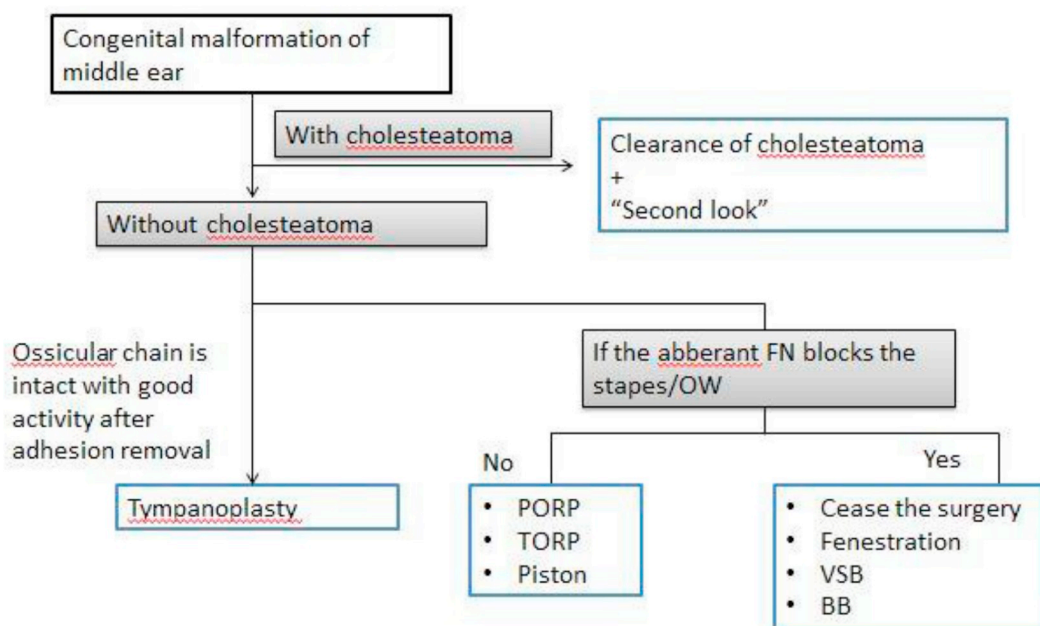 Congenital malformation of
middle ear
With cholesteatoma
Clearance of cholesteatoma
+
“Second look”
Without cholesteatoma
Ossicular chain is
intact with good
activity after
adhesion removal
If the abberant FN blocks the
stapes/OW
No
Yes
Tympanoplasty
• PORP
• TORP
• Piston
• Cease the surgery
• Fenestration
• VSB
• BB